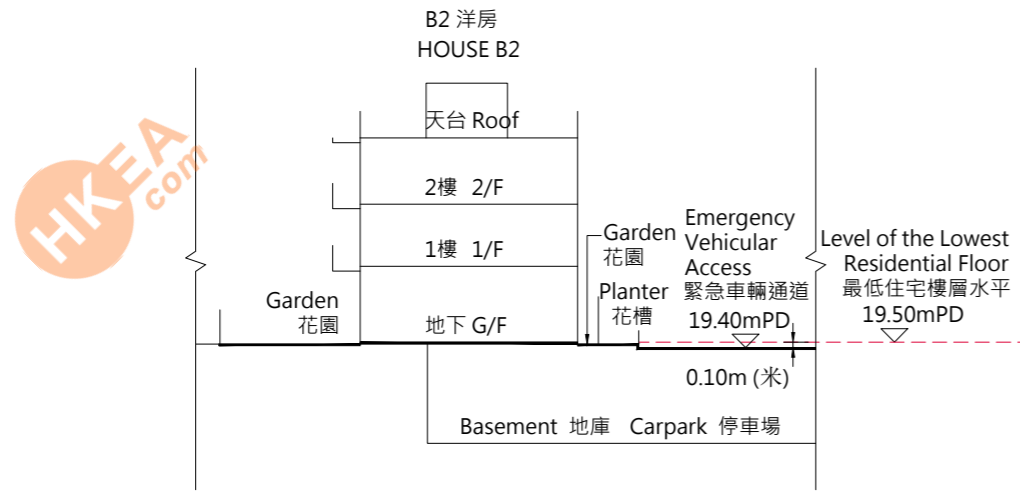 B2 洋房
HOUSE B2
天台 Roof
2樓 2/F
1樓 1/F
地下 G/F
Garden
花園
Garden
花園
Planter
花槽
Emergency
Vehicular
Access
緊急車輛通道
19.40mPD
0.10m (米)
Level of the Lowest
Residential Floor
最低住宅樓層水平
19.50mPD
Basement 地庫 Carpark 停車場
HKEA
com